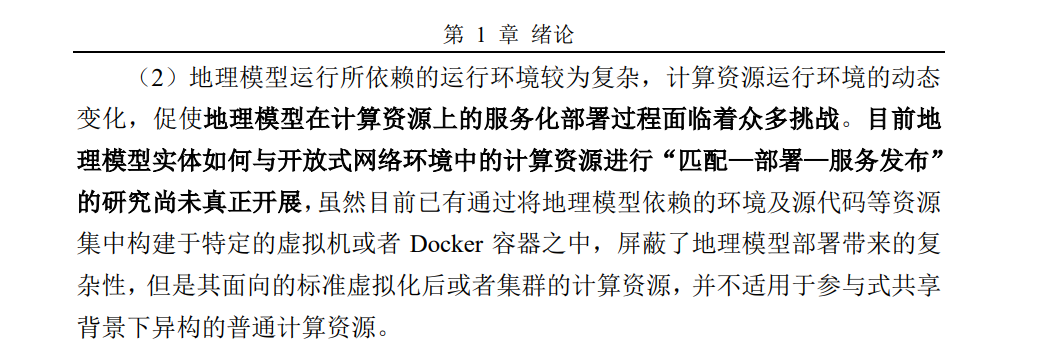 第 1 章 绪论
（2）地理模型运行所依赖的运行环境较为复杂，计算资源运行环境的动态
变化，促使地理模型在计算资源上的服务化部署过程面临着众多挑战。目前地
理模型实体如何与开放式网络环境中的计算资源进行“匹配—部署—服务发布”
的研究尚未真正开展，虽然目前已有通过将地理模型依赖的环境及源代码等资源
集中构建于特定的虚拟机或者 Docker 容器之中，屏蔽了地理模型部署带来的复
杂性，但是其面向的标准虚拟化后或者集群的计算资源，并不适用于参与式共享
背景下异构的普通计算资源。